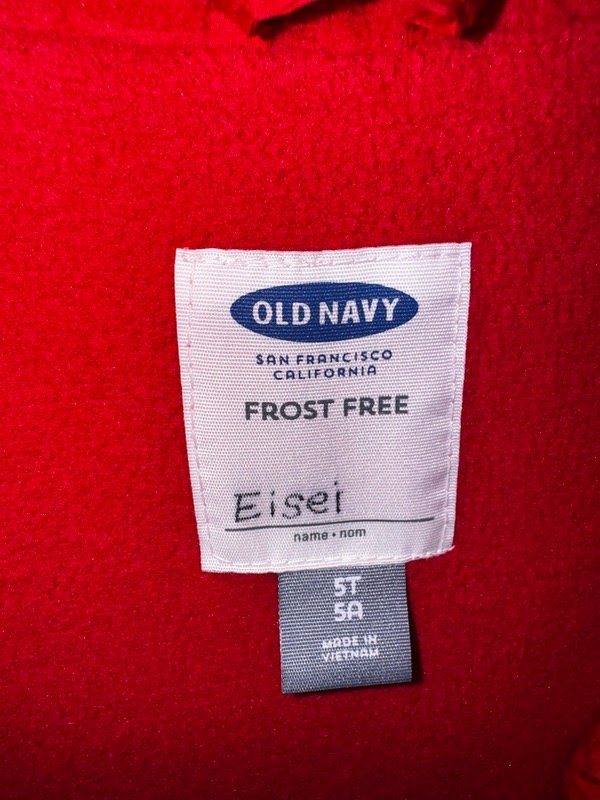 OLD NAVY
SAN FRANCISCO
CALIFORNIA
FROST FREE
Eisei
name • nom
5T
5A
MADE IN
VIETNAM